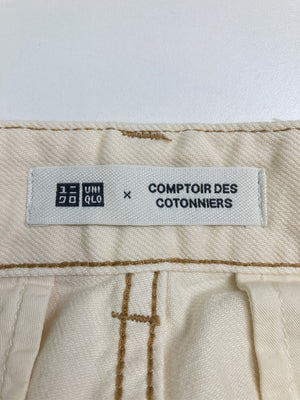 ユニ UNI
クロ QLO
×
COMPTOIR DES
COTONNIERS